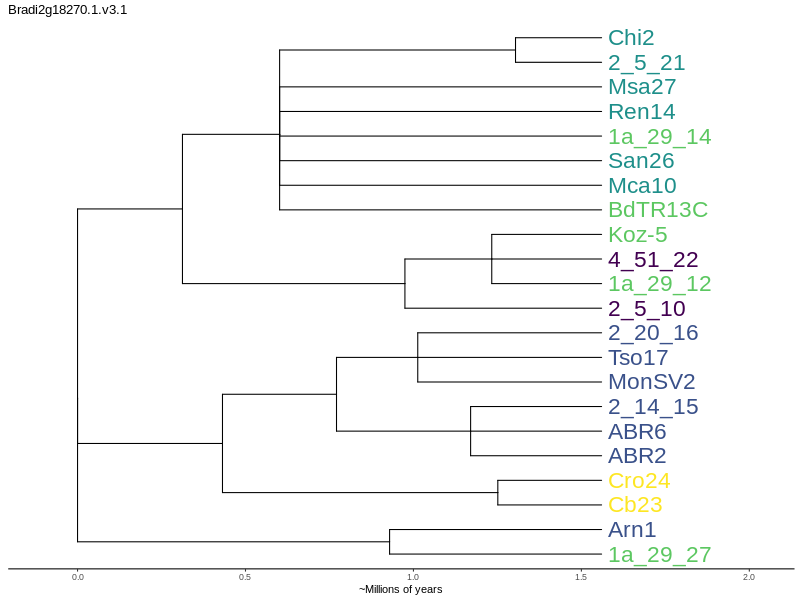 Bradi2g18270.1.v3.1
Chi2
2_5_21
Msa27
Ren14
1a_29_14
San26
Mca10
BdTR13C
Koz-5
4_51_22
1a_29_12
2_5_10
2_20_16
Tso17
MonSV2
2_14_15
ABR6
ABR2
Cro24
Cb23
Arn1
1a_29_27
0.0 0.5 1.0 1.5 2.0
~Millions of years